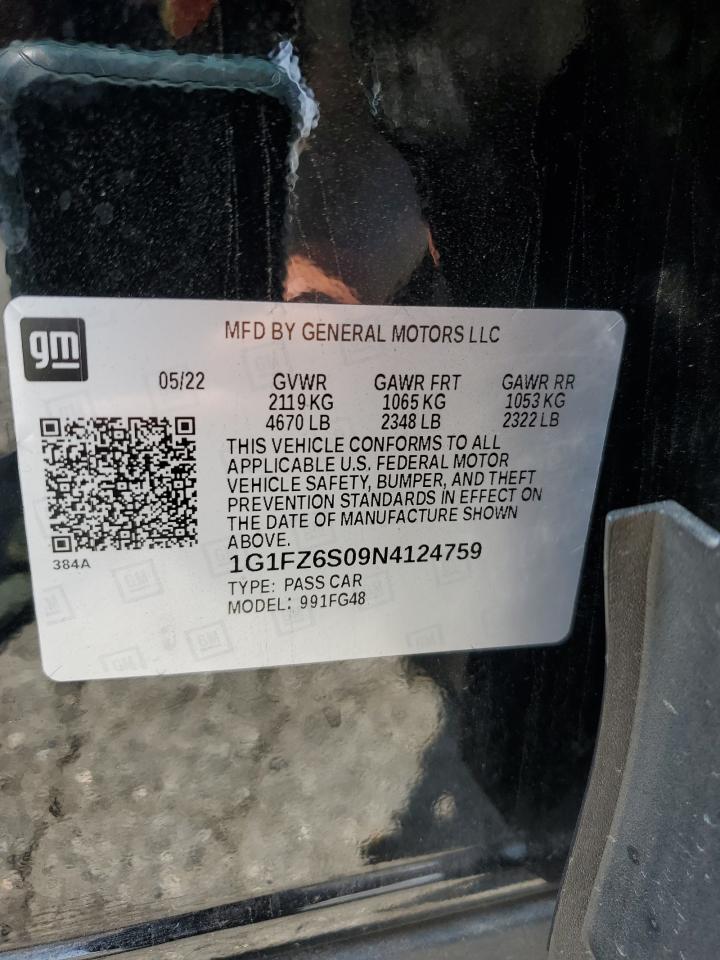 gm
MFD BY GENERAL MOTORS LLC
05/22 GVWR GAWR FRT GAWR RR
2119 KG 1065 KG 1053 KG
4670 LB 2348 LB 2322 LB
THIS VEHICLE CONFORMS TO ALL
APPLICABLE U.S. FEDERAL MOTOR
VEHICLE SAFETY, BUMPER, AND THEFT
PREVENTION STANDARDS IN EFFECT ON
THE DATE OF MANUFACTURE SHOWN
ABOVE.
384A
1G1FZ6S09N4124759
TYPE: PASS CAR
MODEL: 991FG48